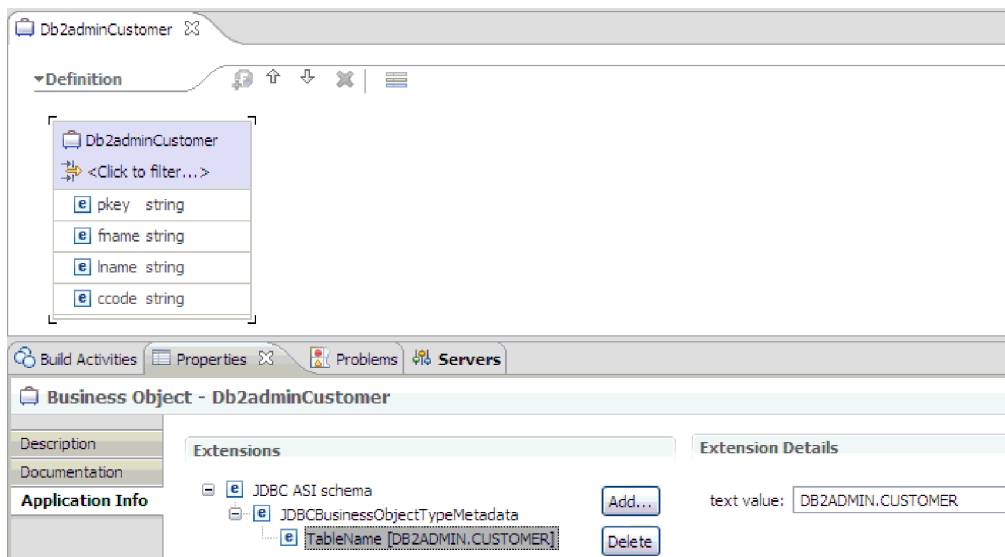 Db2adminCustomer
Definition
Db2adminCustomer
<Click to filter...>
e pkey string
e fname string
e lname string
e ccode string
Build Activities Properties Problems Servers
Business Object - Db2adminCustomer
Description
Documentation
Application Info
Extensions
e JDBC ASI schema
e JDBCBusinessObjectTypeMetadata
e TableName [DB2ADMIN.CUSTOMER]
Add...
Delete
Extension Details
text value: DB2ADMIN.CUSTOMER